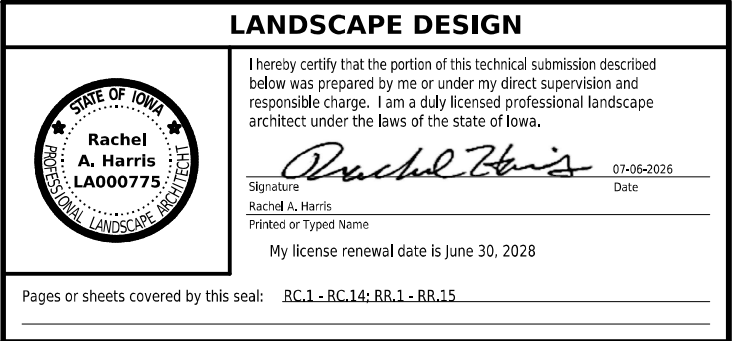 LANDSCAPE DESIGN
STATE OF IOWA
Rachel
A. Harris
LA000775
PROFESSIONAL LANDSCAPE ARCHITECHT
I hereby certify that the portion of this technical submission described
below was prepared by me or under my direct supervision and
responsible charge. I am a duly licensed professional landscape
architect under the laws of the state of Iowa.
Rachel Harris 07-06-2026
Signature Date
Rachel A. Harris
Printed or Typed Name
My license renewal date is June 30, 2028
Pages or sheets covered by this seal: RC.1 - RC.14; RR.1 - RR.15